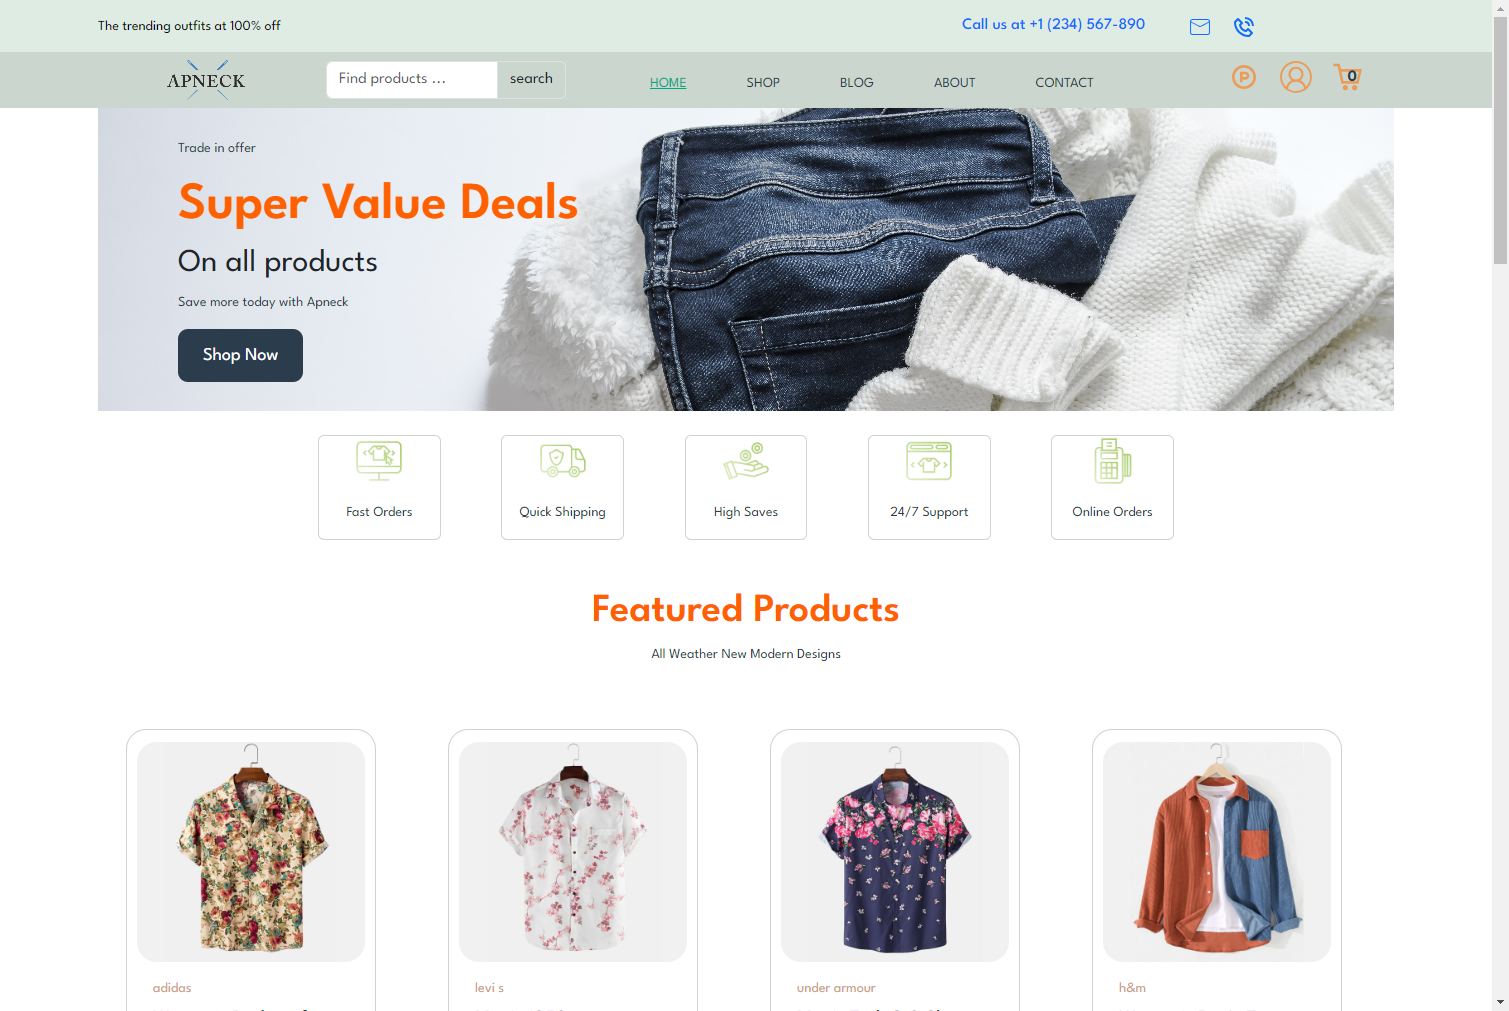 The trending outfits at 100% off
Call us at +1 (234) 567-890
APNECK
Find products ...
search
HOME
SHOP
BLOG
ABOUT
CONTACT
P
0
Trade in offer
Super Value Deals
On all products
Save more today with Apneck
Shop Now
Fast Orders
Quick Shipping
High Saves
24/7 Support
Online Orders
Featured Products
All Weather New Modern Designs
adidas
levi s
under armour
h&m